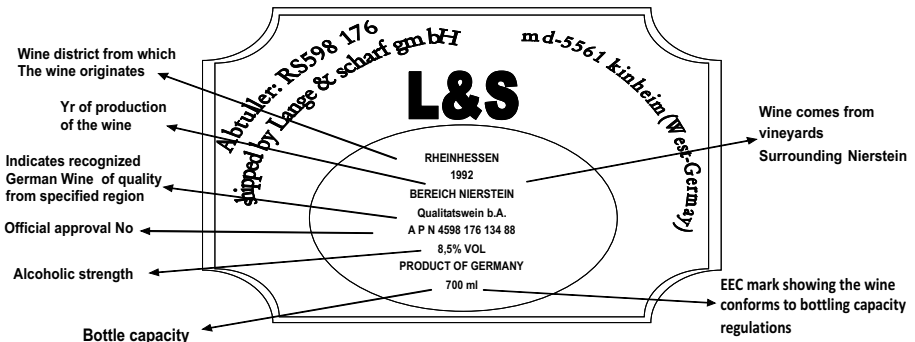 Abtuller: RS598 176
shipped by Lange & scharf gmbH
md-5561 kinheim (West-Germay)
L&S
Wine district from which
The wine originates
Yr of production
of the wine
Indicates recognized
German Wine of quality
from specified region
Official approval No
Alcoholic strength
Bottle capacity
RHEINHESSEN
1992
BEREICH NIERSTEIN
Qualitatswein b.A.
A P N 4598 176 134 88
8,5% VOL
PRODUCT OF GERMANY
700 ml
Wine comes from
vineyards
Surrounding Nierstein
EEC mark showing the wine
conforms to bottling capacity
regulations